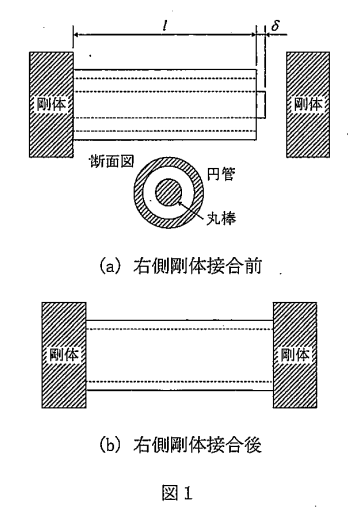 l δ
剛体 剛体
断面図
円管
丸棒
(a) 右側剛体接合前
剛体 剛体
(b) 右側剛体接合後
図1